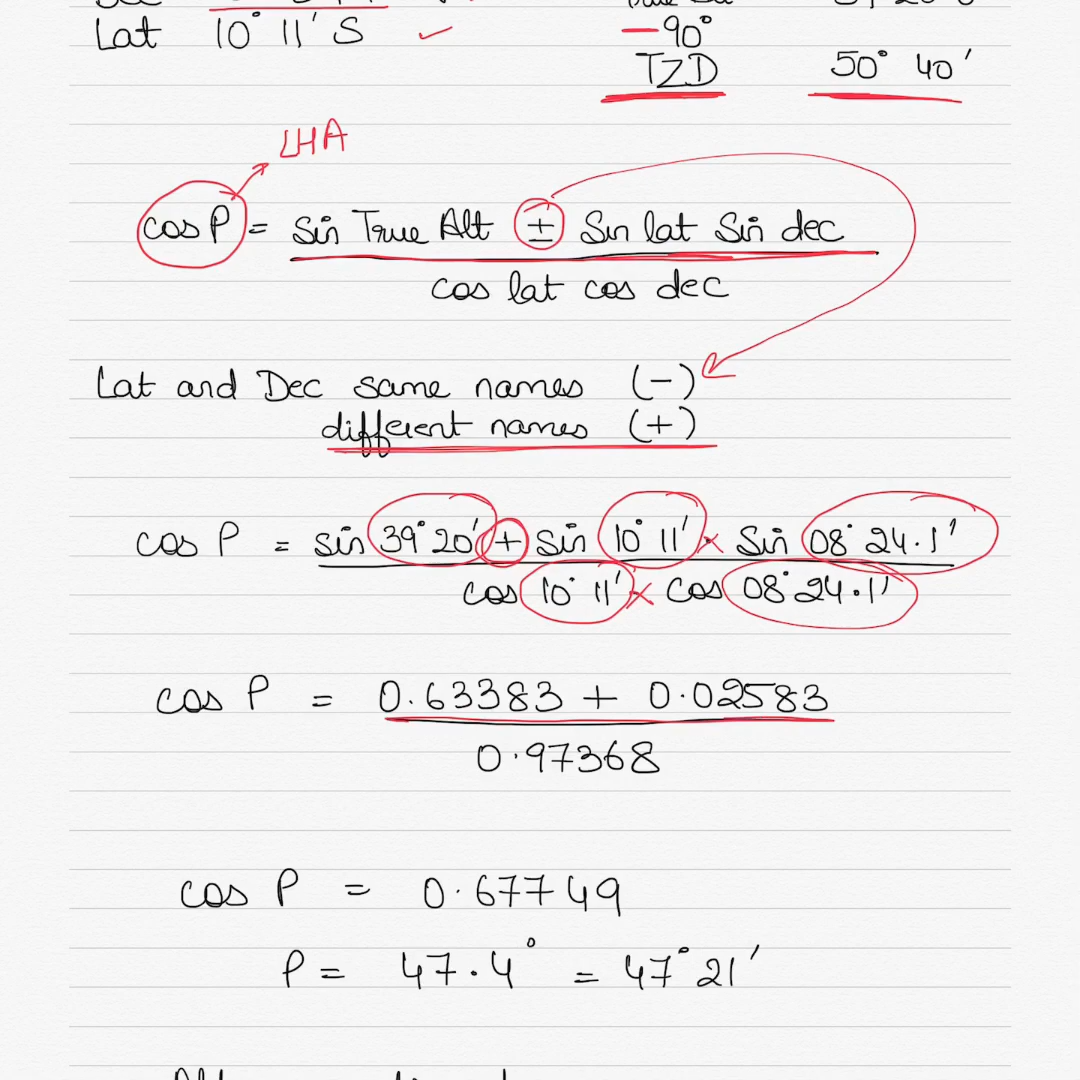 Lat 10° 11' S ✓
−90°
TZD 50° 40'
LHA
cos P = Sin True Alt ± Sin lat Sin dec
cos lat cos dec
Lat and Dec same names (−)
different names (+)
cos P = sin 39° 20' + Sin 10° 11' × Sin 08° 24.1'
cos 10° 11' × cos 08° 24.1'
cos P = 0.63383 + 0.02583
0.97368
cos P = 0.67749
P = 47.4° = 47° 21'